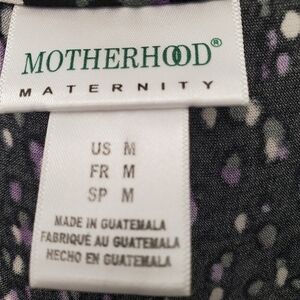 MOTHERHOOD®
MATERNITY
US M
FR M
SP M
MADE IN GUATEMALA
FABRIQUÉ AU GUATEMALA
HECHO EN GUATEMALA